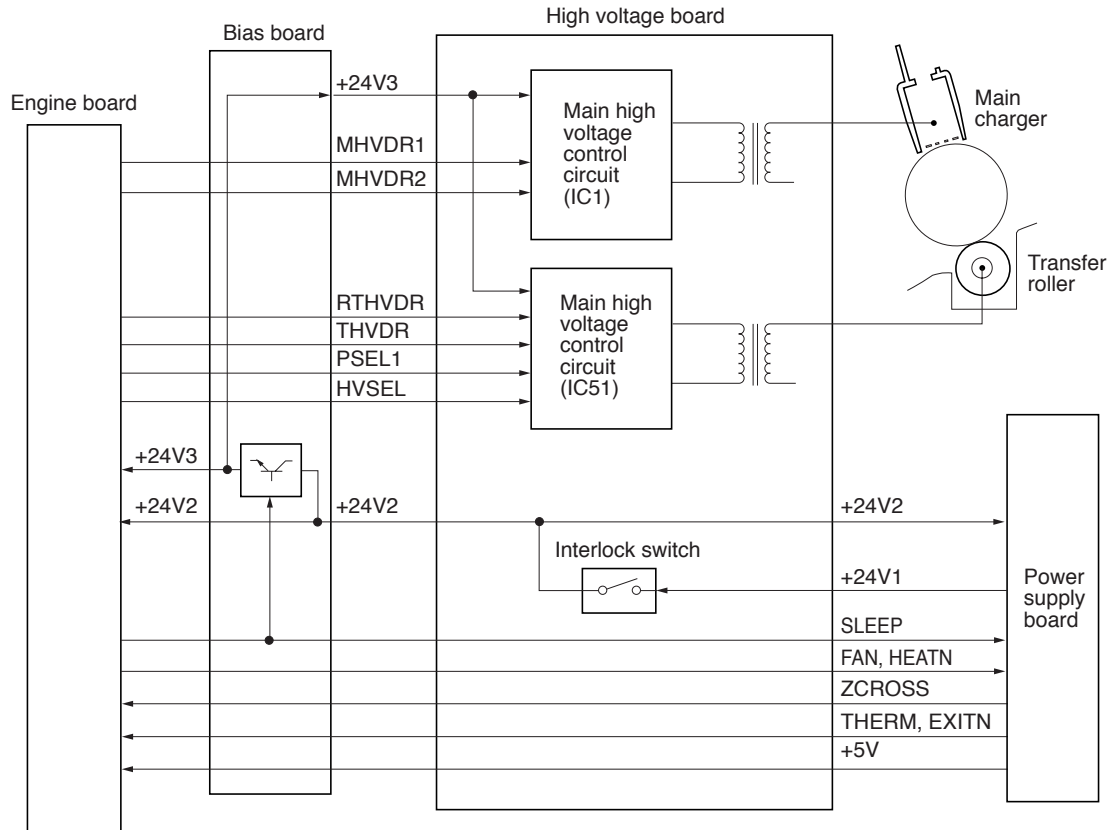 High voltage board
Bias board
Engine board
+24V3
MHVDR1
MHVDR2
Main high
voltage
control
circuit
(IC1)
Main
charger
Transfer
roller
RTHVDR
THVDR
PSEL1
HVSEL
Main high
voltage
control
circuit
(IC51)
+24V3
+24V2
+24V2
+24V2
Interlock switch
+24V1
Power
supply
board
SLEEP
FAN, HEATN
ZCROSS
THERM, EXITN
+5V